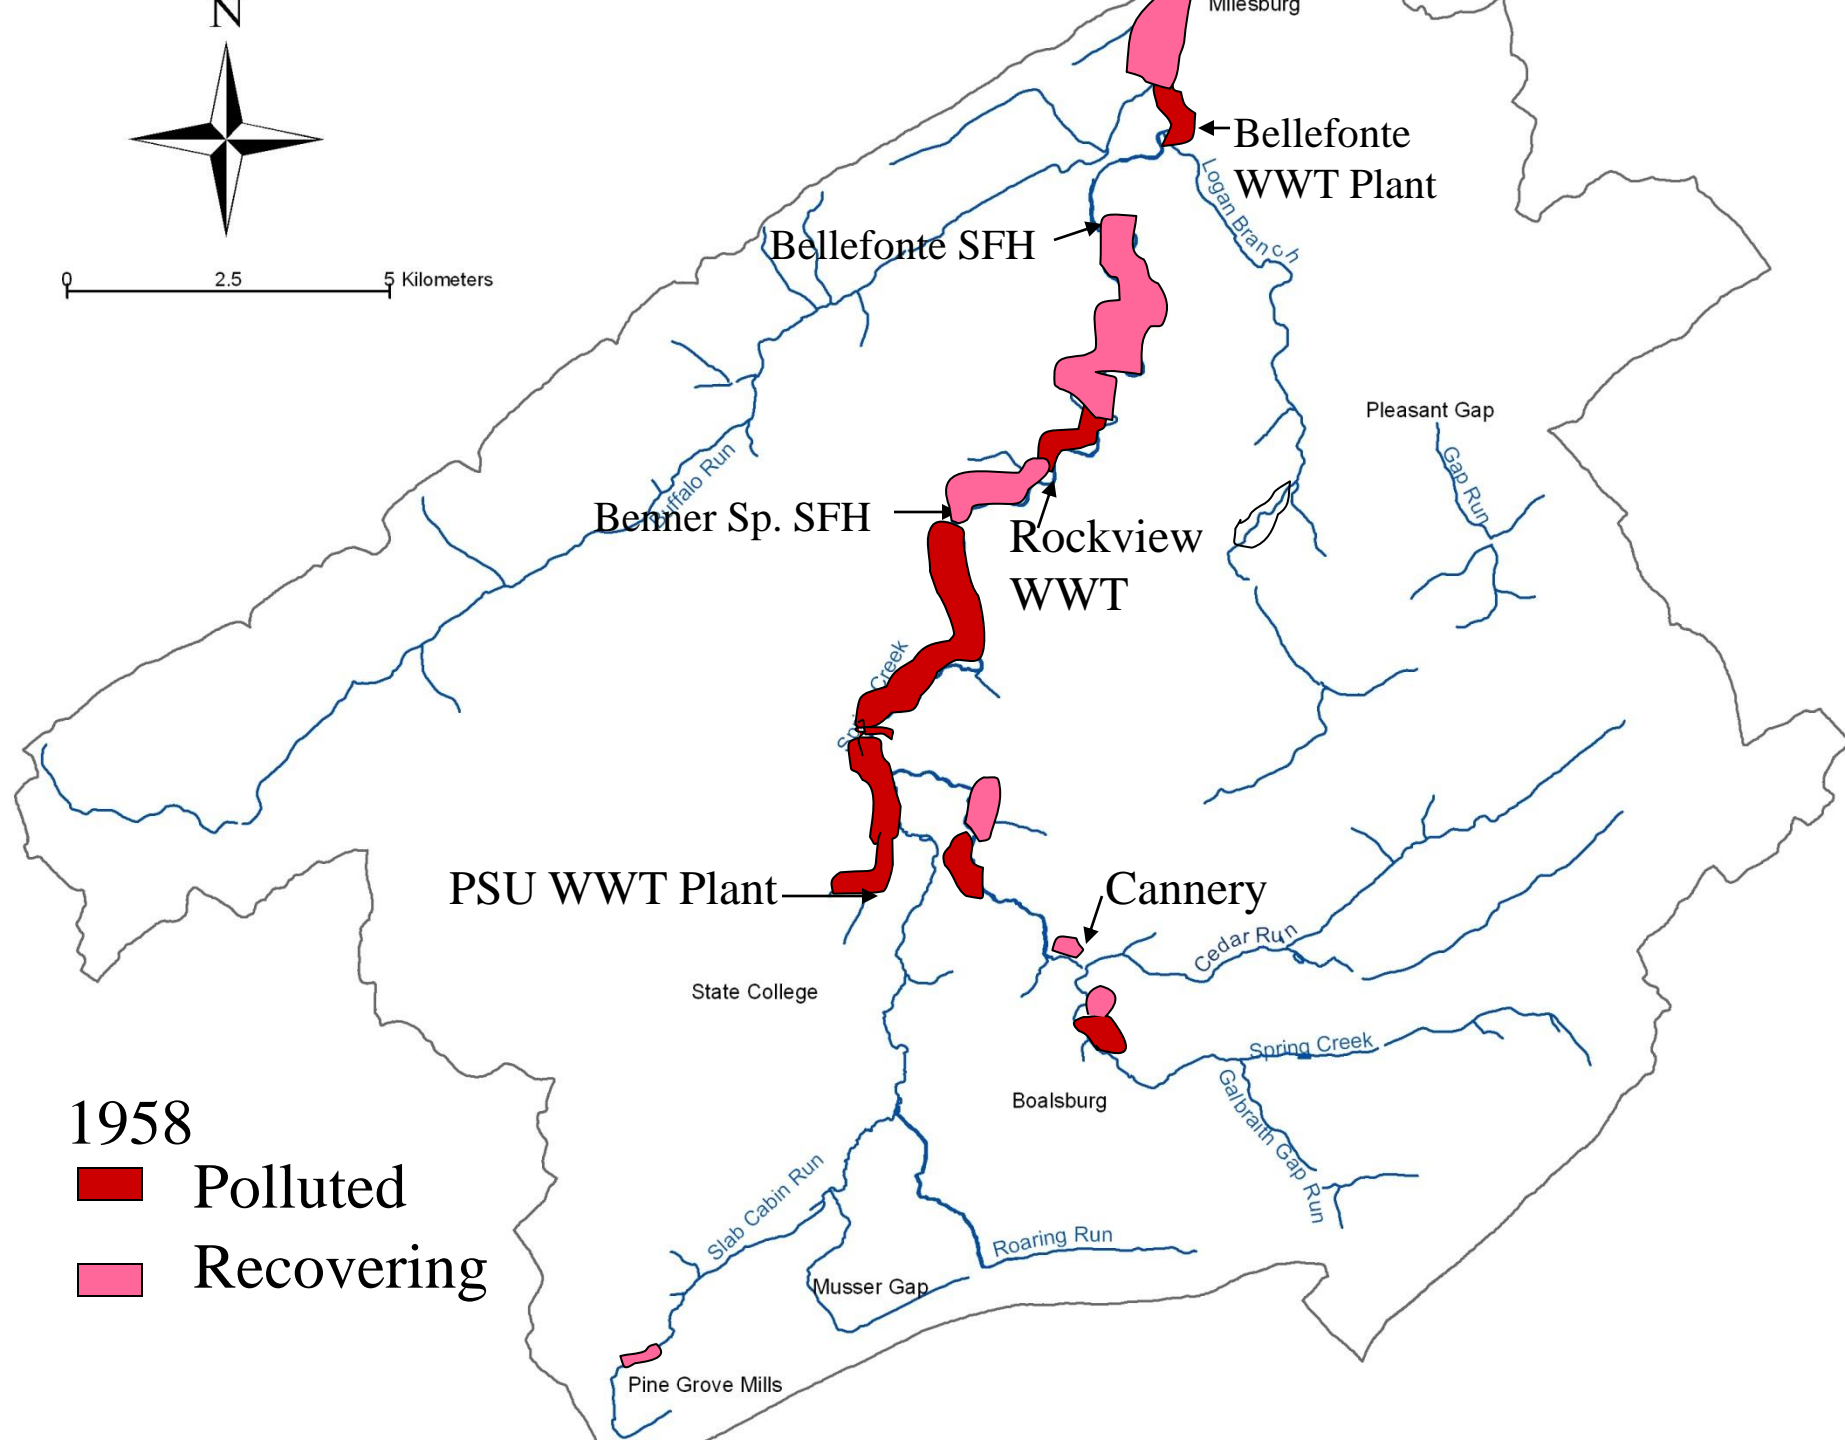 N
Milesburg
Bellefonte
WWT Plant
Logan Branch
Bellefonte SFH
0 2.5 5 Kilometers
Pleasant Gap
Gap Run
Buffalo Run
Benner Sp. SFH
Rockview
WWT
Creek
PSU WWT Plant
Cannery
Cedar Run
State College
Spring Creek
Boalsburg
Galbraith Gap Run
1958
Polluted
Recovering
Slab Cabin Run
Roaring Run
Musser Gap
Pine Grove Mills